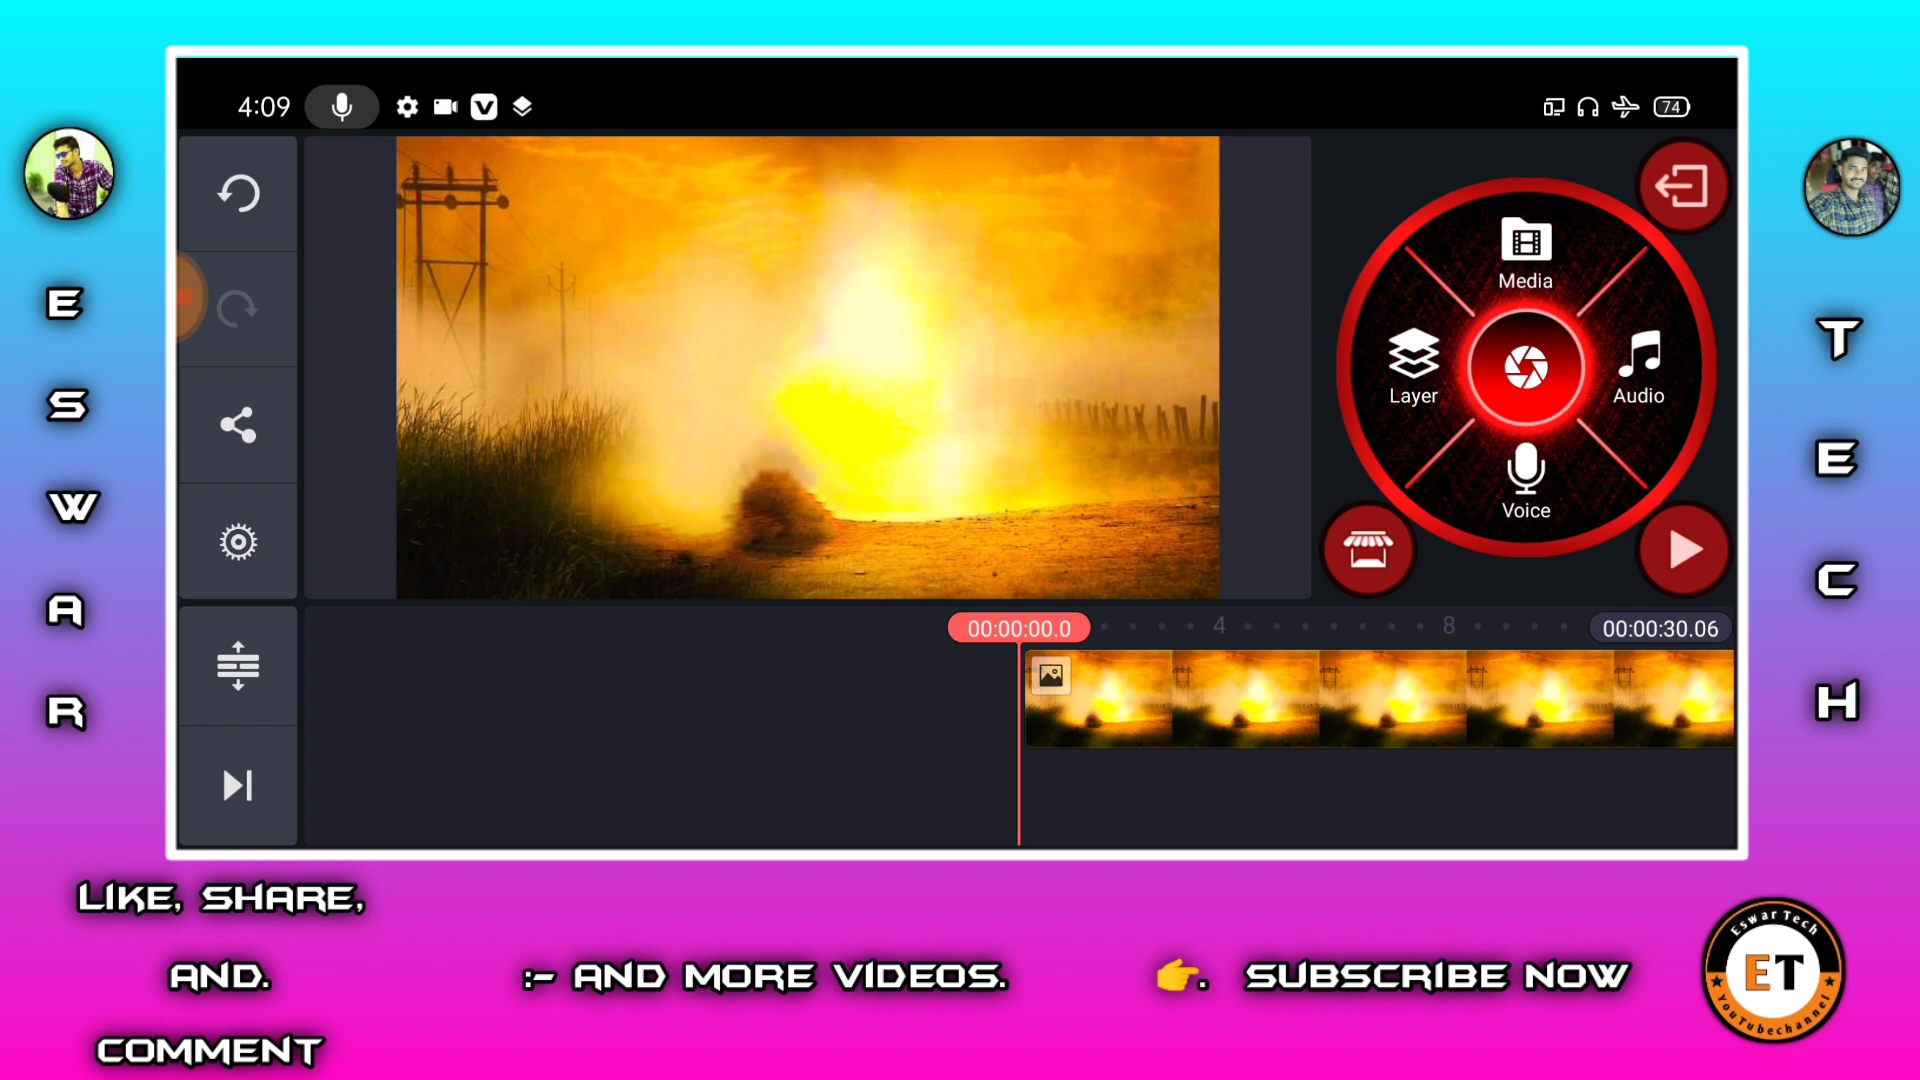 4:09
74
Media
Layer
Audio
Voice
00:00:00.0
4
8
00:00:30.06
E
S
W
A
R
T
E
C
H
LIKE, SHARE,
AND.
COMMENT
:- AND MORE VIDEOS.
👉. SUBSCRIBE NOW
Eswar Tech
ET
YouTubechannel